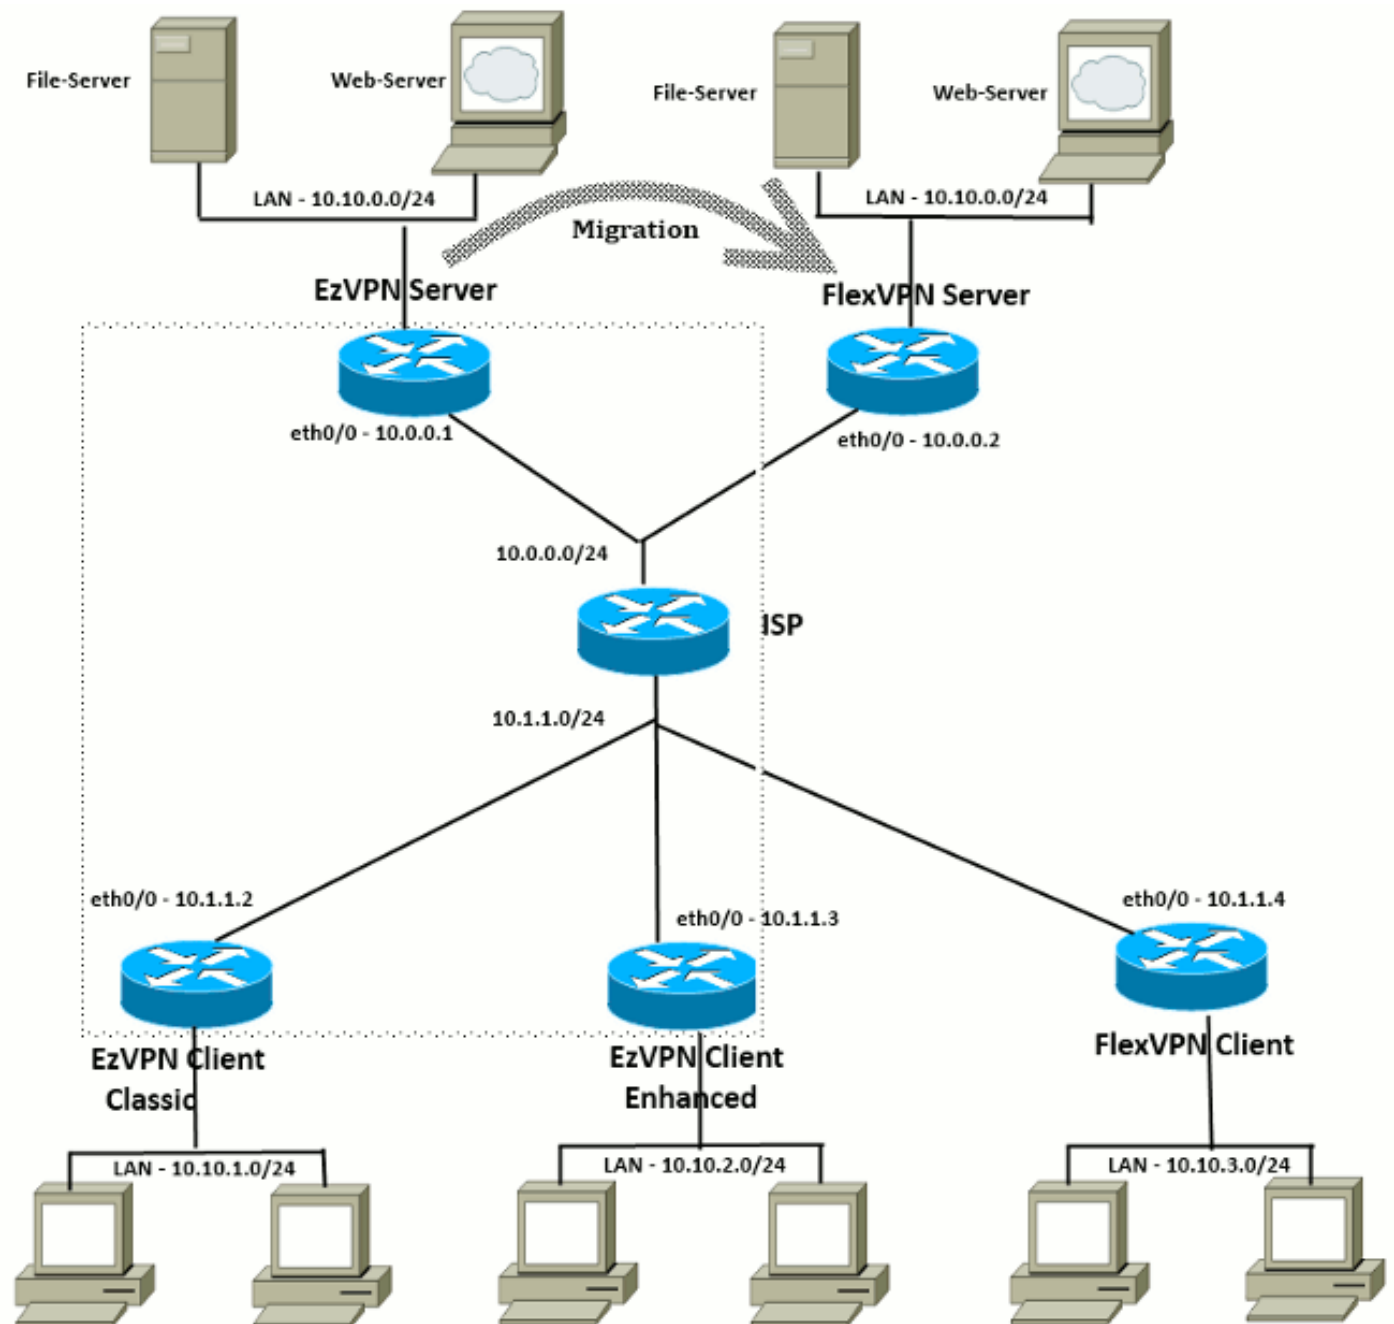 File-Server
Web-Server
File-Server
Web-Server
LAN - 10.10.0.0/24
LAN - 10.10.0.0/24
Migration
EzVPN Server
FlexVPN Server
eth0/0 - 10.0.0.1
eth0/0 - 10.0.0.2
10.0.0.0/24
ISP
10.1.1.0/24
eth0/0 - 10.1.1.2
eth0/0 - 10.1.1.3
eth0/0 - 10.1.1.4
EzVPN Client
Classic
EzVPN Client
Enhanced
FlexVPN Client
LAN - 10.10.1.0/24
LAN - 10.10.2.0/24
LAN - 10.10.3.0/24